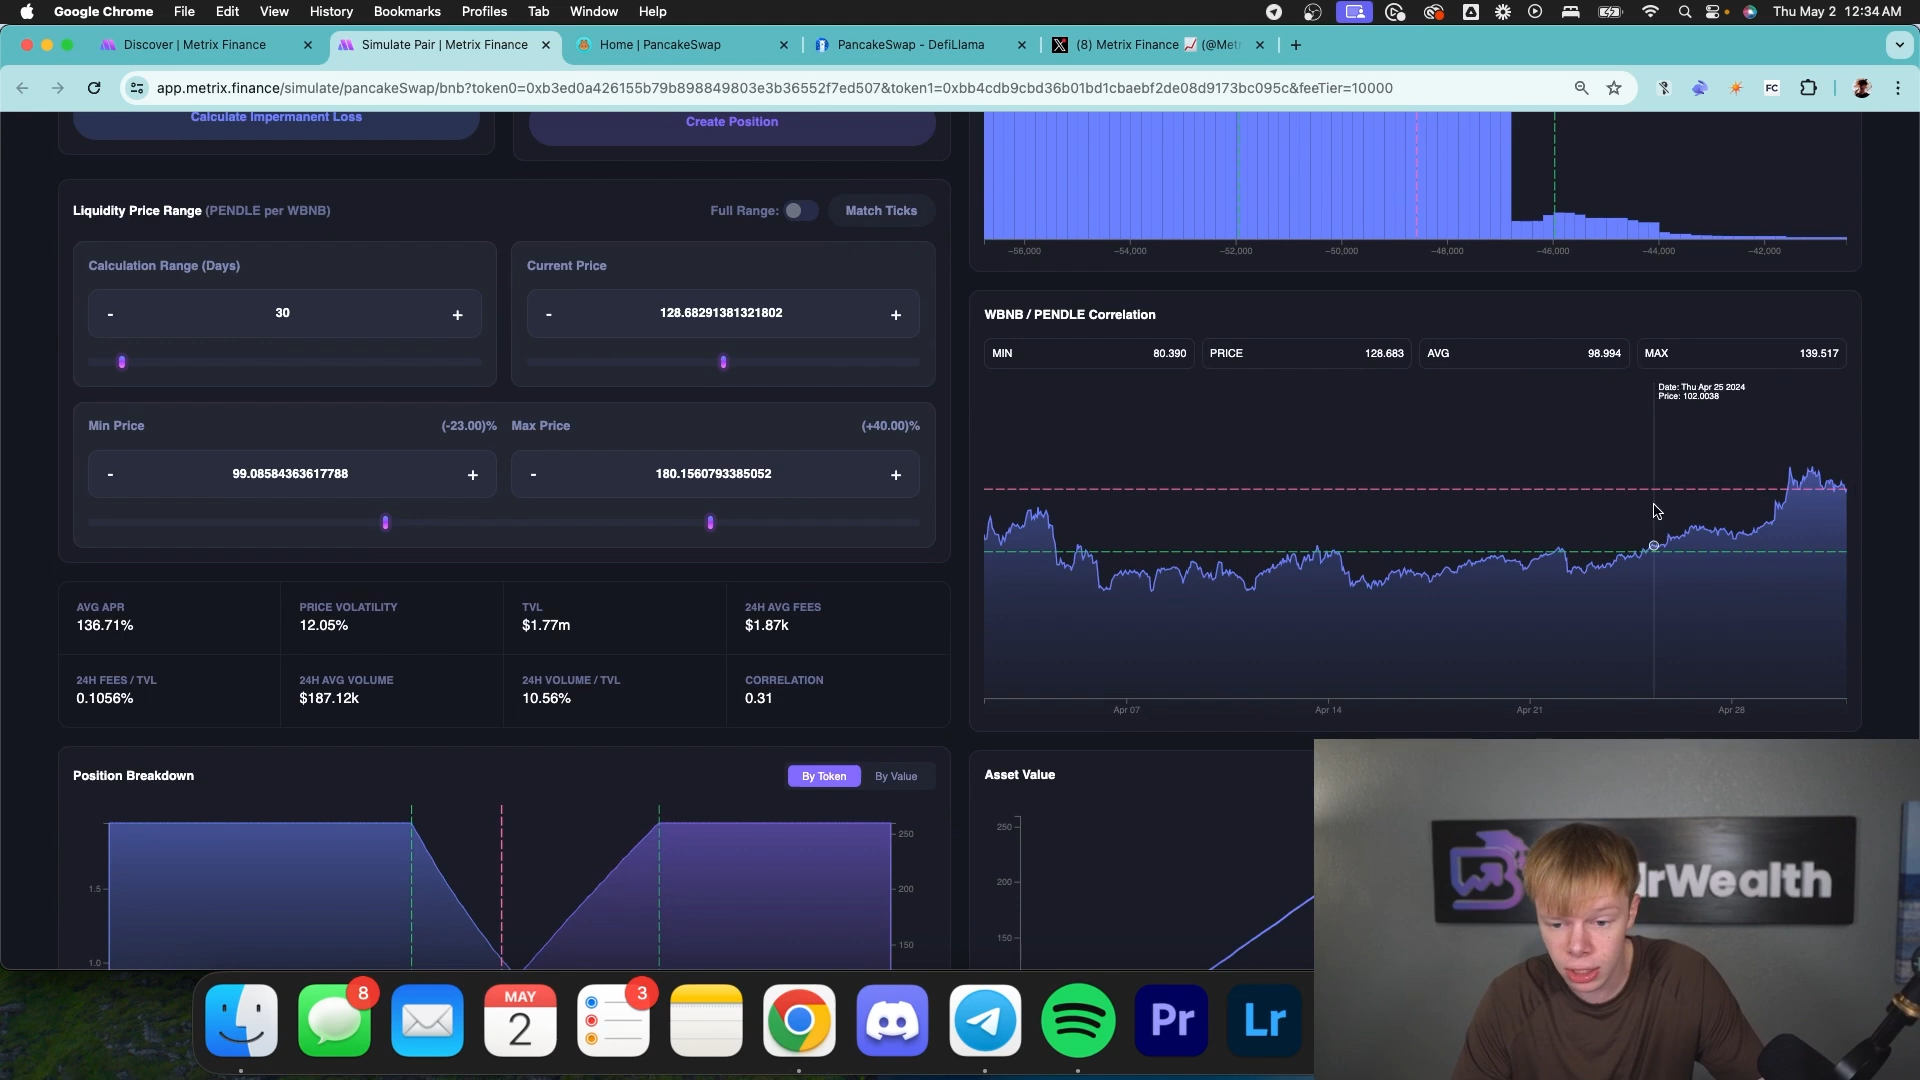 Google Chrome File Edit View History Bookmarks Profiles Tab Window Help Thu May 2 12:34 AM
Discover | Metrix Finance
Simulate Pair | Metrix Finance
Home | PancakeSwap
PancakeSwap - DefiLlama
(8) Metrix Finance 📈 (@Met
app.metrix.finance/simulate/pancakeSwap/bnb?token0=0xb3ed0a426155b79b898849803e3b36552f7ed507&token1=0xbb4cdb9cbd36b01bd1cbaebf2de08d9173bc095c&feeTier=10000
FC
Calculate Impermanent Loss
Create Position
Liquidity Price Range (PENDLE per WBNB)
Full Range:
Match Ticks
Calculation Range (Days)
- 30 +
Current Price
- 128.68291381321802 +
Min Price (-23.00)%
- 99.08584363617788 +
Max Price (+40.00)%
- 180.1560793385052 +
AVG APR
136.71%
PRICE VOLATILITY
12.05%
TVL
$1.77m
24H AVG FEES
$1.87k
24H FEES / TVL
0.1056%
24H AVG VOLUME
$187.12k
24H VOLUME / TVL
10.56%
CORRELATION
0.31
Position Breakdown
By Token
By Value
1.5
1.0
250
200
150
-56,000 -54,000 -52,000 -50,000 -48,000 -46,000 -44,000 -42,000
WBNB / PENDLE Correlation
MIN 80.390
PRICE 128.683
AVG 98.994
MAX 139.517
Date: Thu Apr 25 2024
Price: 102.0038
Apr 07 Apr 14 Apr 21 Apr 28
Asset Value
250
200
150
rWealth
8
MAY
2
3
Pr
Lr